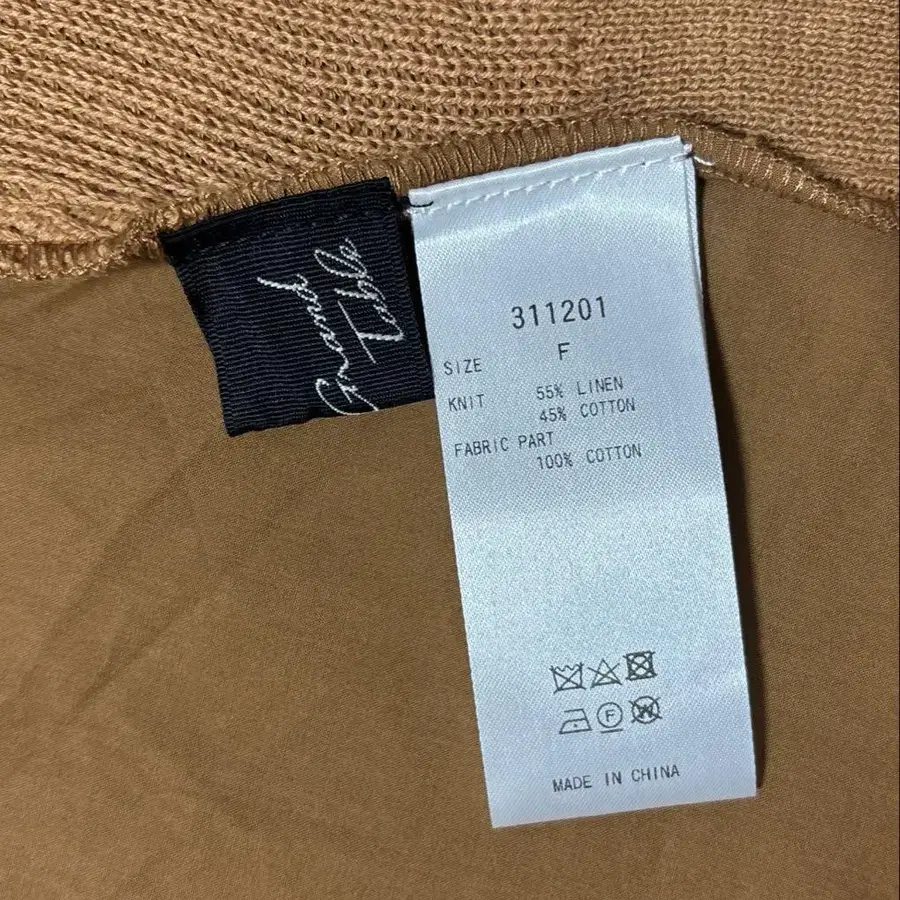 Grand
Table
311201
SIZE F
KNIT 55% LINEN
45% COTTON
FABRIC PART
100% COTTON
F
W
MADE IN CHINA